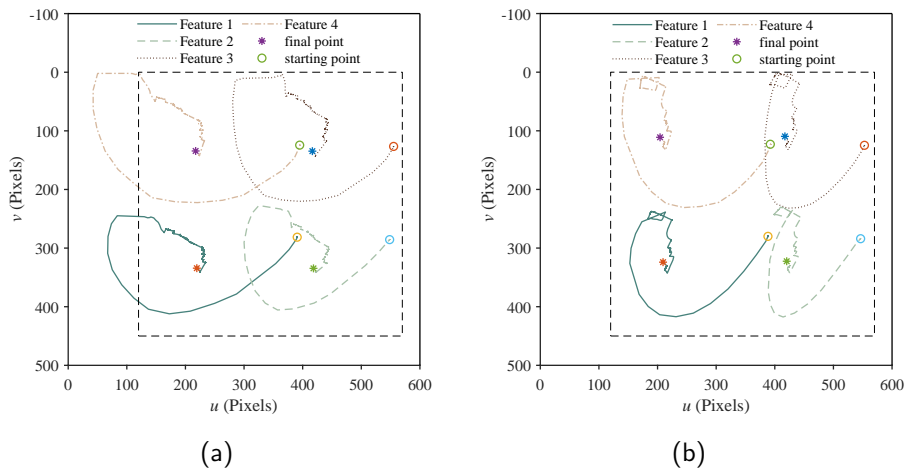 -100
0
100
200
300
400
500
v (Pixels)
Feature 1
Feature 2
Feature 3
Feature 4
final point
starting point
0 100 200 300 400 500 600
u (Pixels)
(a)
-100
0
100
200
300
400
500
v (Pixels)
Feature 1
Feature 2
Feature 3
Feature 4
final point
starting point
0 100 200 300 400 500 600
u (Pixels)
(b)